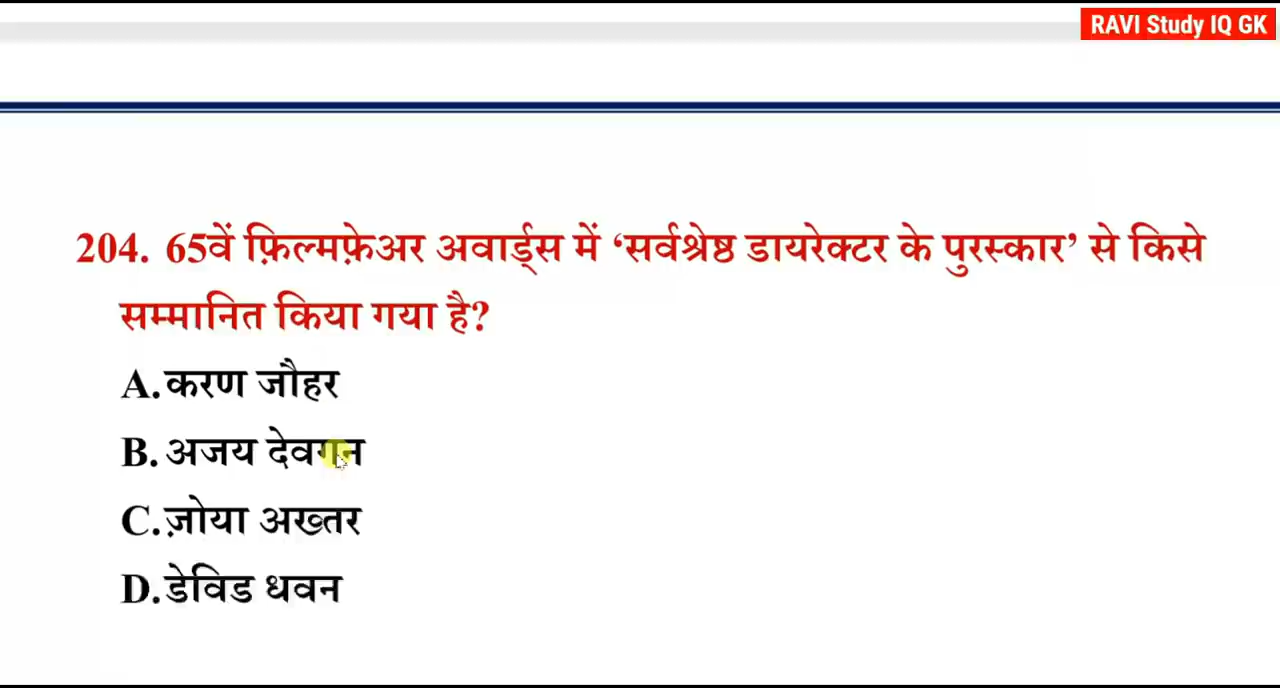 RAVI Study IQ GK
204. 65वें फ़िल्मफ़ेअर अवार्ड्स में ‘सर्वश्रेष्ठ डायरेक्टर के पुरस्कार’ से किसे
सम्मानित किया गया है?
A. करण जौहर
B. अजय देवगन
C. ज़ोया अख्तर
D. डेविड धवन